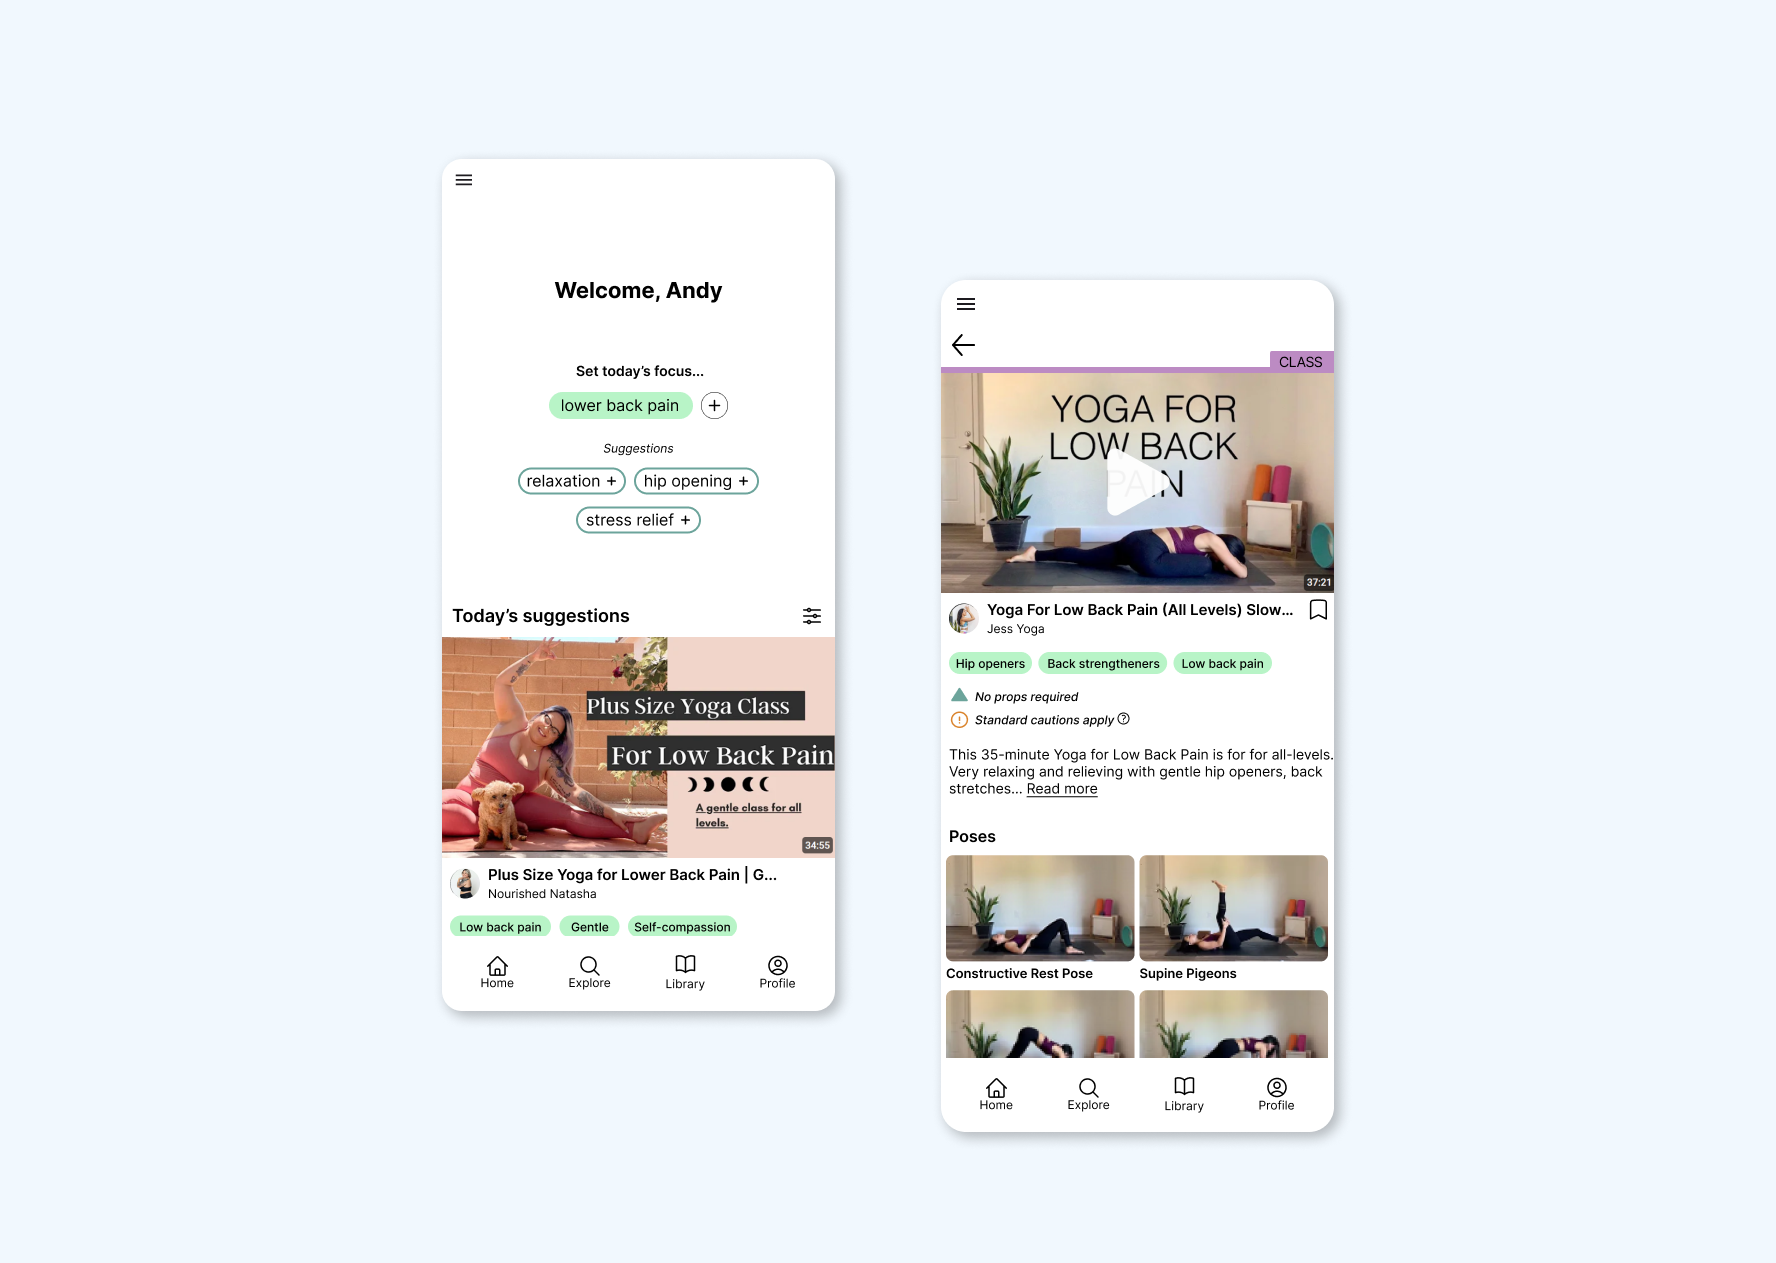 Welcome, Andy
Set today's focus...
lower back pain +
Suggestions
relaxation + hip opening +
stress relief +
Today's suggestions
Plus Size Yoga Class
For Low Back Pain
A gentle class for all
levels.
34:55
Plus Size Yoga for Lower Back Pain | G...
Nourished Natasha
Low back pain Gentle Self-compassion
Home Explore Library Profile
CLASS
YOGA FOR
LOW BACK
PAIN
37:21
Yoga For Low Back Pain (All Levels) Slow...
Jess Yoga
Hip openers Back strengtheners Low back pain
No props required
Standard cautions apply ?
This 35-minute Yoga for Low Back Pain is for for all-levels.
Very relaxing and relieving with gentle hip openers, back
stretches... Read more
Poses
Constructive Rest Pose Supine Pigeons
Home Explore Library Profile